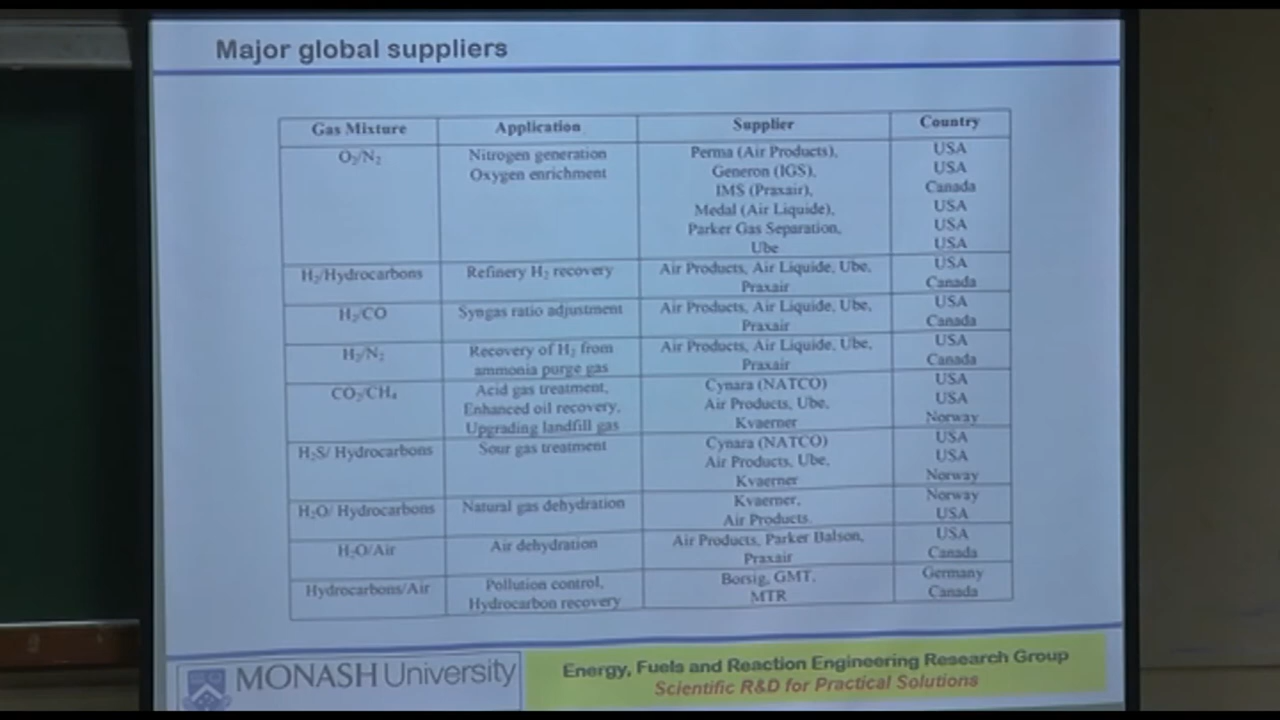 Major global suppliers
Gas Mixture Application Supplier Country
O₂/N₂ Nitrogen generation Perma (Air Products), USA
Oxygen enrichment Generon (IGS), USA
IMS (Praxair), Canada
Medal (Air Liquide), USA
Parker Gas Separation, USA
Ube USA
H₂/Hydrocarbons Refinery H₂ recovery Air Products, Air Liquide, Ube, USA
Praxair Canada
H₂/CO Syngas ratio adjustment Air Products, Air Liquide, Ube, USA
Praxair Canada
H₂/N₂ Recovery of H₂ from Air Products, Air Liquide, Ube, USA
ammonia purge gas Praxair Canada
CO₂/CH₄ Acid gas treatment, Cynara (NATCO) USA
Enhanced oil recovery, Air Products, Ube, USA
Upgrading landfill gas Kvaerner Norway
H₂S/ Hydrocarbons Sour gas treatment Cynara (NATCO) USA
Air Products, Ube, USA
Kvaerner Norway
H₂O/ Hydrocarbons Natural gas dehydration Kvaerner, Norway
Air Products USA
H₂O/Air Air dehydration Air Products, Parker Balson, USA
Praxair Canada
Hydrocarbons/Air Pollution control, Borsig, GMT, Germany
Hydrocarbon recovery MTR Canada
MONASH University
Energy, Fuels and Reaction Engineering Research Group
Scientific R&D for Practical Solutions